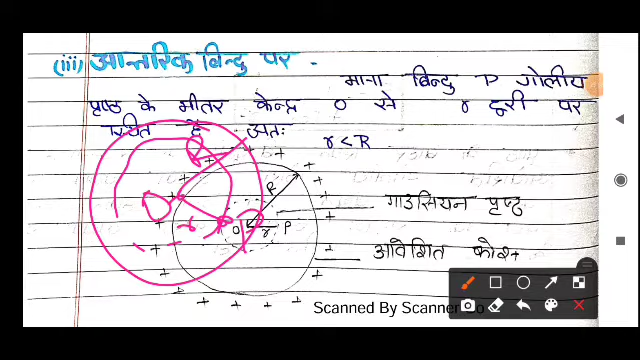 (iii) आन्तरिक बिन्दु पर .
माना बिन्दु P गोलीय
पृष्ठ के भीतर केन्द्र O से r दूरी पर
स्थित है अतः
r < R
R
R
गाउसियन पृष्ठ
O r P
O r P
आवेशित कोश
Scanned By Scanner Go